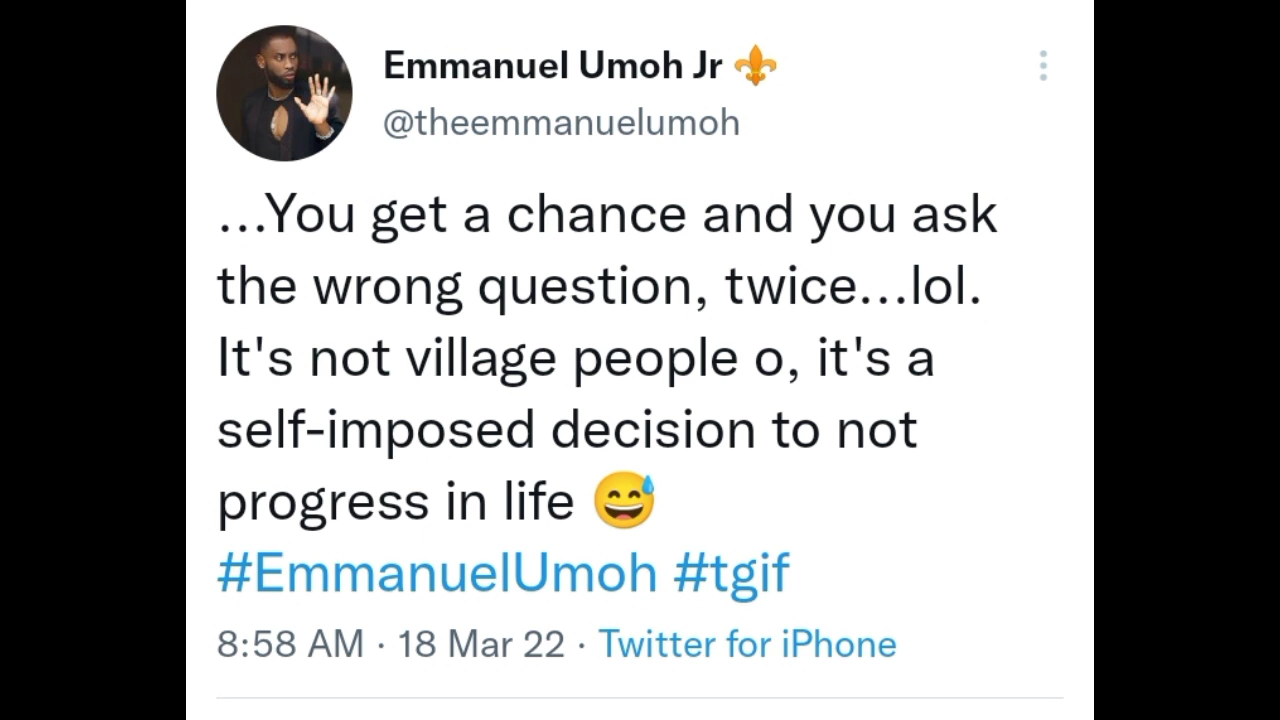 Emmanuel Umoh Jr ⚜️
@theemmanuelumoh
...You get a chance and you ask
the wrong question, twice...lol.
It's not village people o, it's a
self-imposed decision to not
progress in life 😅
#EmmanuelUmoh #tgif
8:58 AM · 18 Mar 22 · Twitter for iPhone